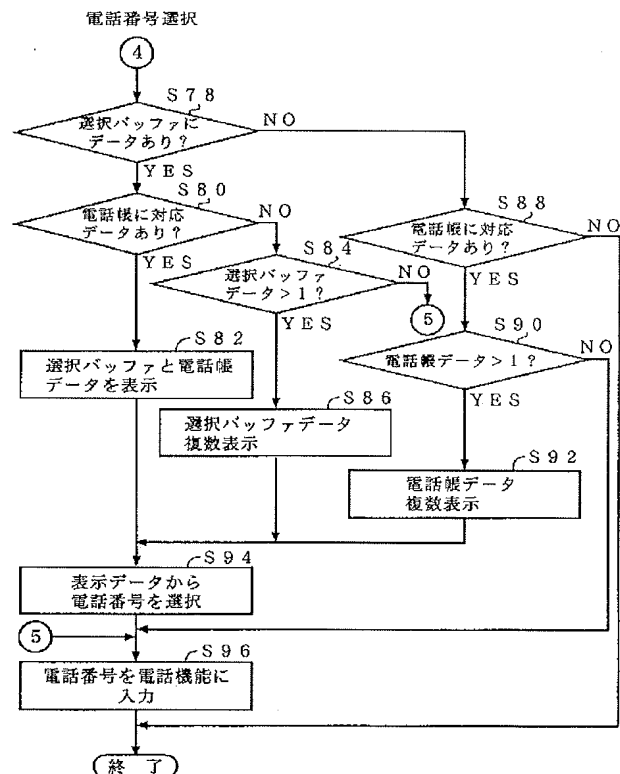 電話番号選択
4
S78
選択バッファに
データあり?
NO
YES
S80
電話帳に対応
データあり?
NO
YES
S88
電話帳に対応
データあり?
NO
YES
S84
選択バッファ
データ>1?
NO
YES
5
S90
電話帳データ>1?
NO
YES
S82
選択バッファと電話帳
データを表示
S86
選択バッファデータ
複数表示
S92
電話帳データ
複数表示
S94
表示データから
電話番号を選択
5
S96
電話番号を電話機能に
入力
終 了